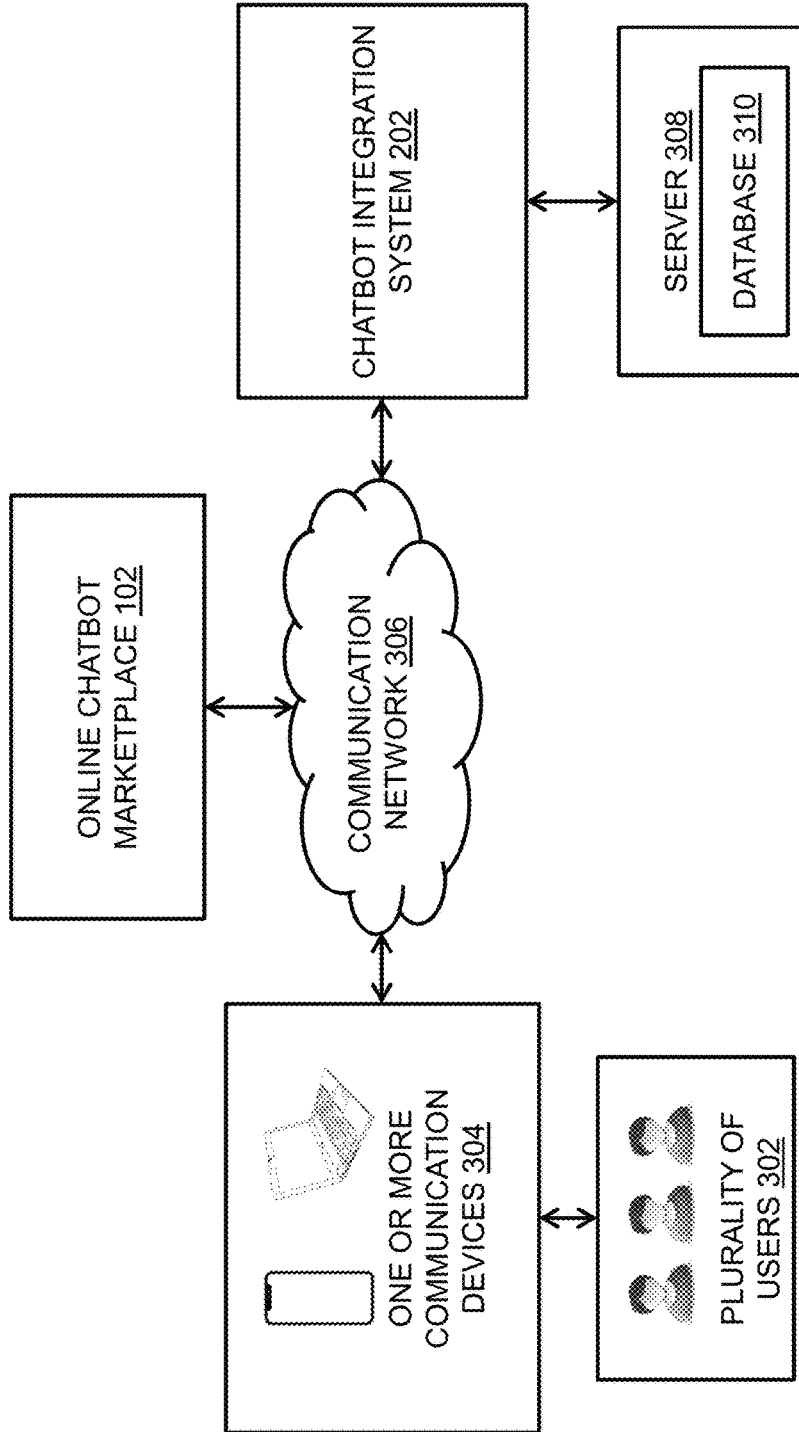 ONLINE CHATBOT
MARKETPLACE 102
ONE OR MORE
COMMUNICATION
DEVICES 304
COMMUNICATION
NETWORK 306
CHATBOT INTEGRATION
SYSTEM 202
PLURALITY OF
USERS 302
SERVER 308
DATABASE 310